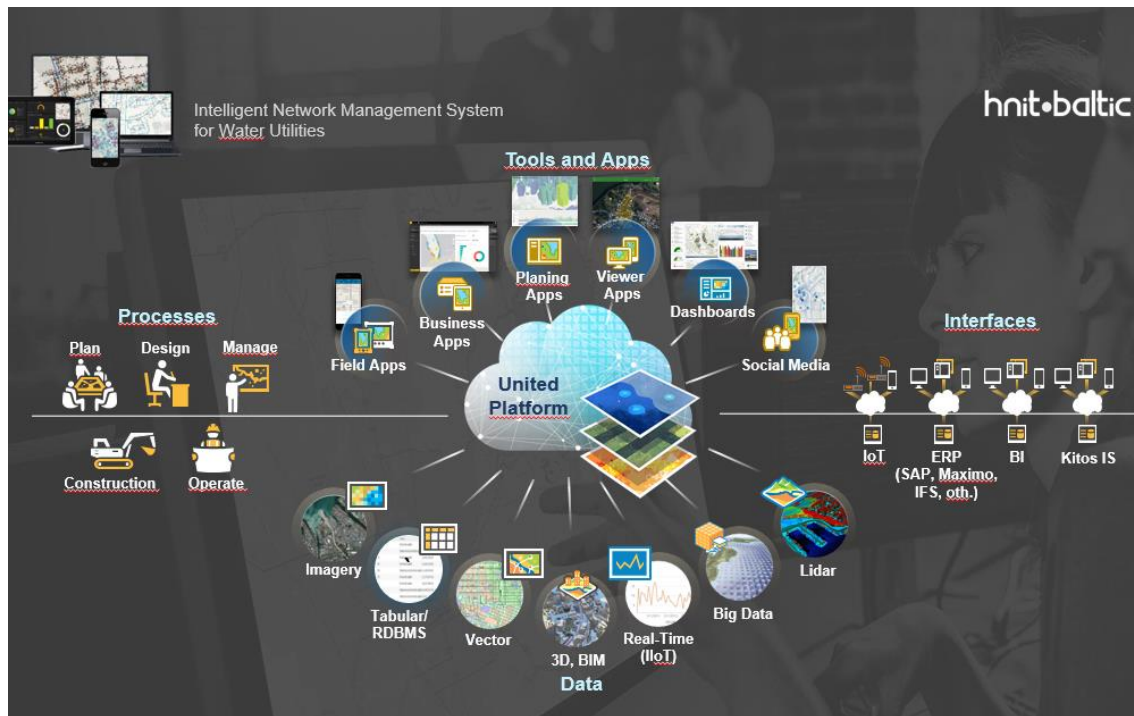 Intelligent Network Management System
for Water Utilities
hnit•baltic
Tools and Apps
Planing
Apps
Viewer
Apps
Business
Apps
Dashboards
Field Apps
Social Media
Processes
Plan
Design
Manage
Construction
Operate
United
Platform
Interfaces
IoT
ERP
(SAP, Maximo,
IFS, oth.)
BI
Kitos IS
Imagery
Tabular/
RDBMS
Vector
3D, BIM
Real-Time
(IIoT)
Big Data
Lidar
Data